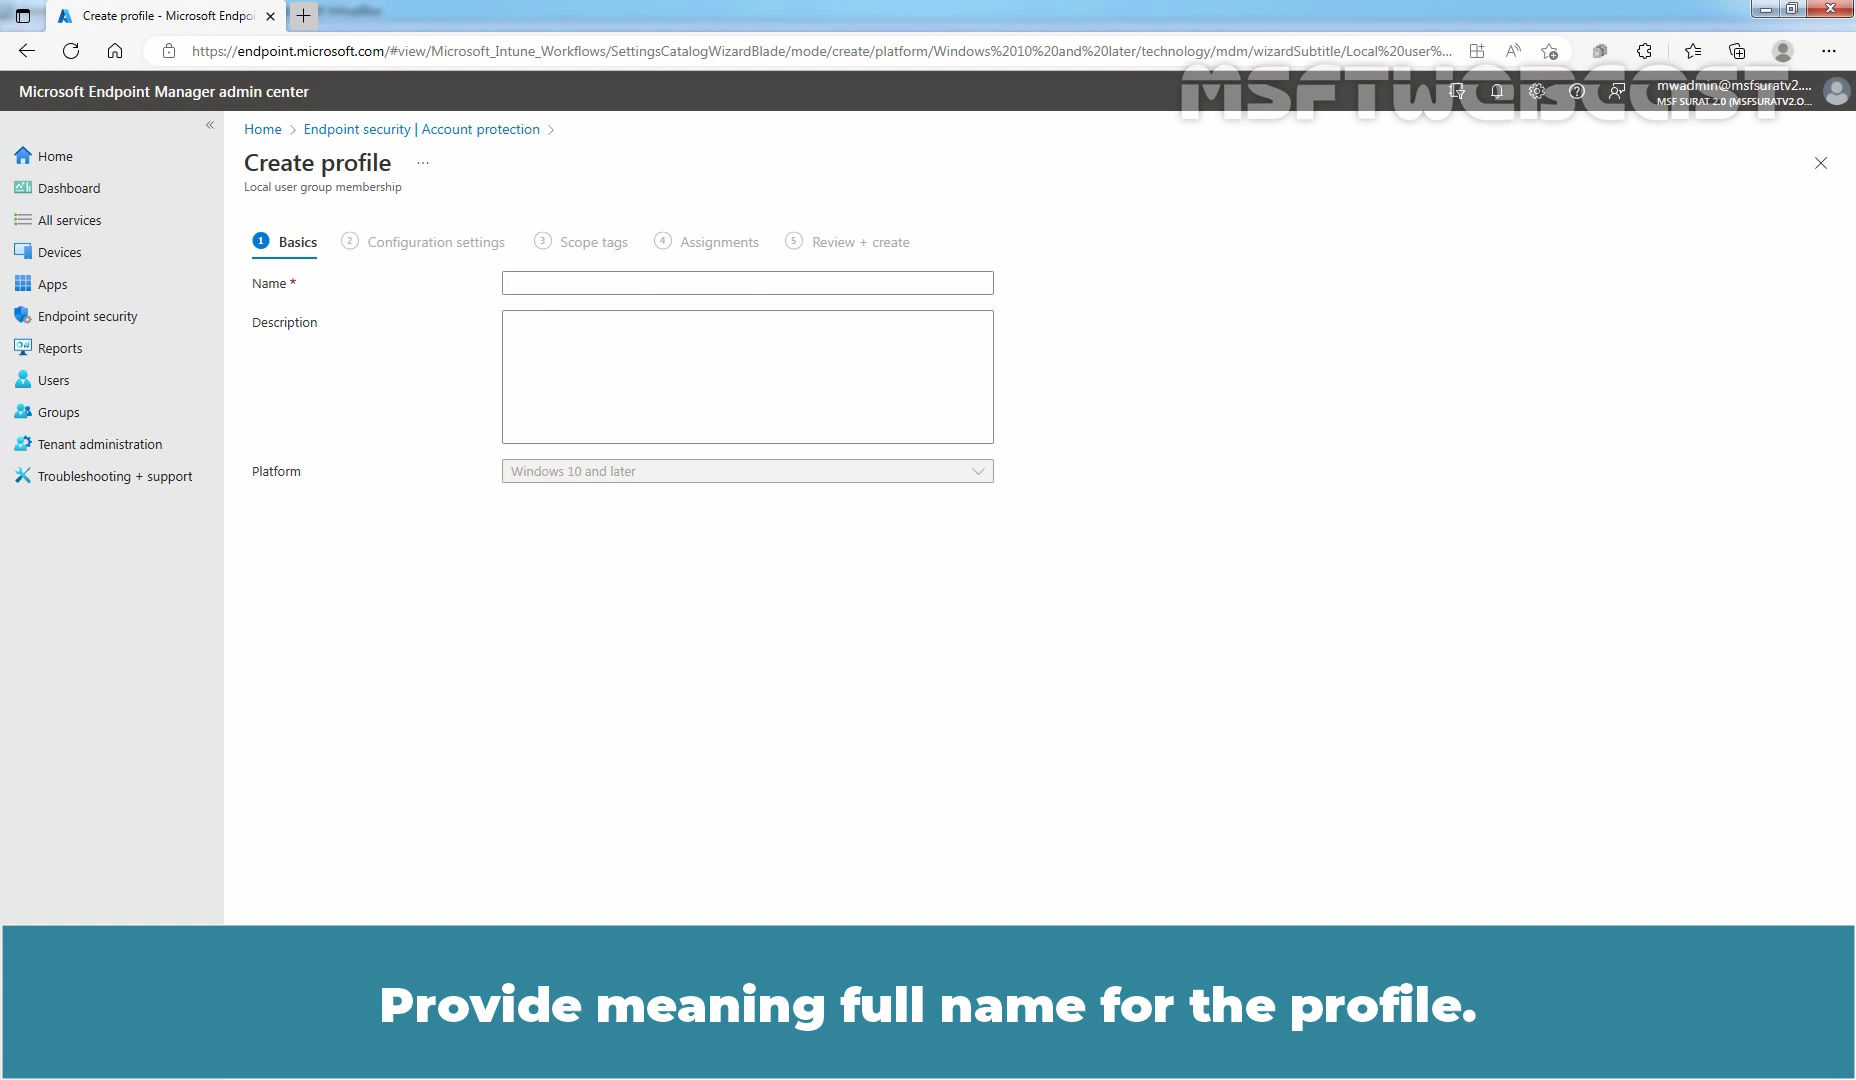 Create profile - Microsoft Endpoi
https://endpoint.microsoft.com/#view/Microsoft_Intune_Workflows/SettingsCatalogWizardBlade/mode/create/platform/Windows%2010%20and%20later/technology/mdm/wizardSubtitle/Local%20user%...
Microsoft Endpoint Manager admin center
MSFTWEBCAST
mwadmin@msfsuratv2....
MSF SURAT 2.0 (MSFSURATV2.O...
Home > Endpoint security | Account protection >
Create profile ...
Local user group membership
Home
Dashboard
All services
Devices
Apps
Endpoint security
Reports
Users
Groups
Tenant administration
Troubleshooting + support
1 Basics 2 Configuration settings 3 Scope tags 4 Assignments 5 Review + create
Name *
Description
Platform Windows 10 and later
Provide meaning full name for the profile.